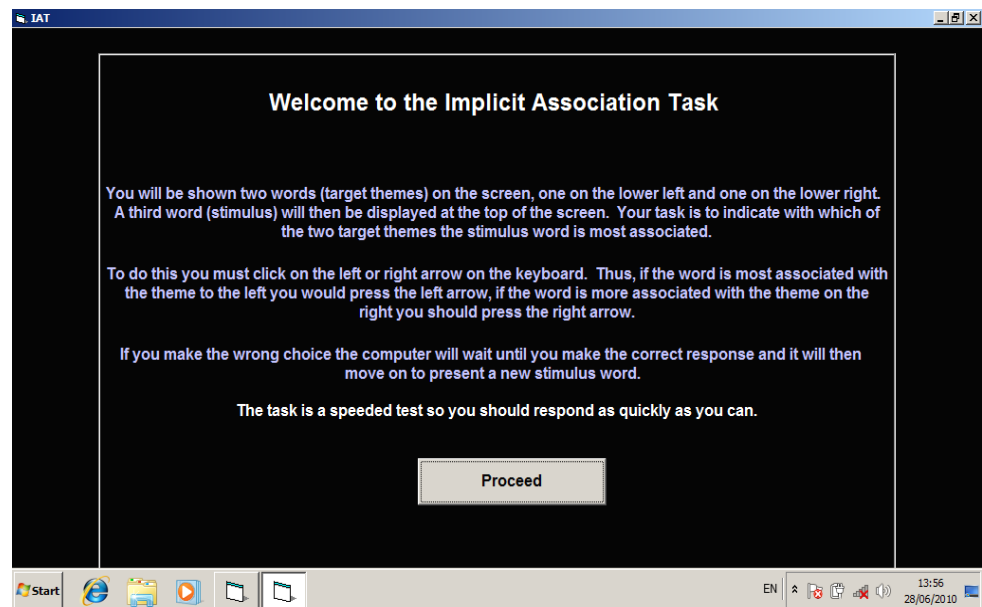 IAT
Welcome to the Implicit Association Task
You will be shown two words (target themes) on the screen, one on the lower left and one on the lower right.
A third word (stimulus) will then be displayed at the top of the screen. Your task is to indicate with which of
the two target themes the stimulus word is most associated.
To do this you must click on the left or right arrow on the keyboard. Thus, if the word is most associated with
the theme to the left you would press the left arrow, if the word is more associated with the theme on the
right you should press the right arrow.
If you make the wrong choice the computer will wait until you make the correct response and it will then
move on to present a new stimulus word.
The task is a speeded test so you should respond as quickly as you can.
Proceed
Start
EN
13:56
28/06/2010